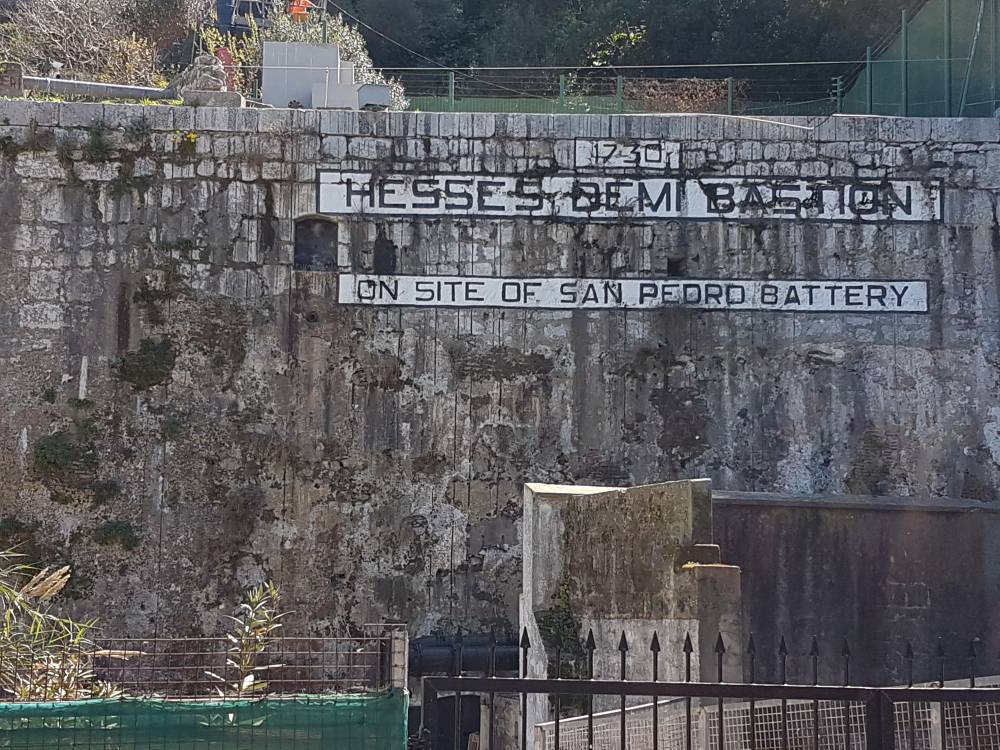 1730
HESSES DEMI BASTION
ON SITE OF SAN PEDRO BATTERY